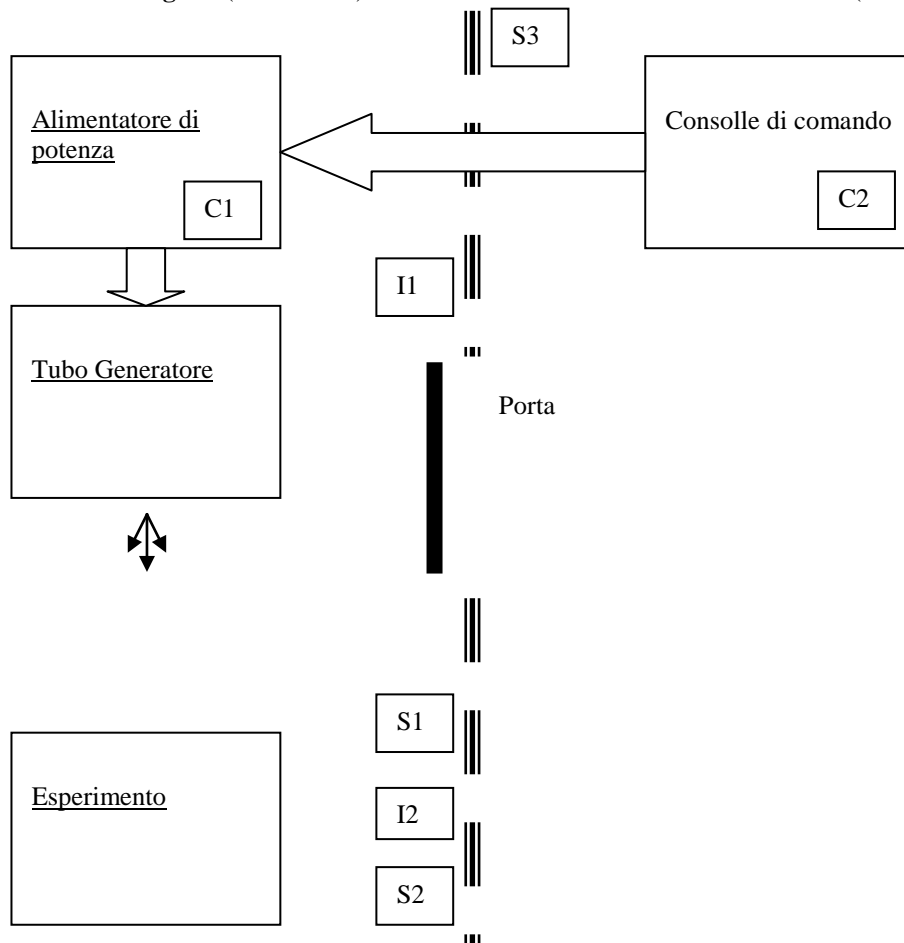 S3
Alimentatore di
potenza
Consolle di comando
C1
C2
I1
Tubo Generatore
Porta
S1
Esperimento
I2
S2